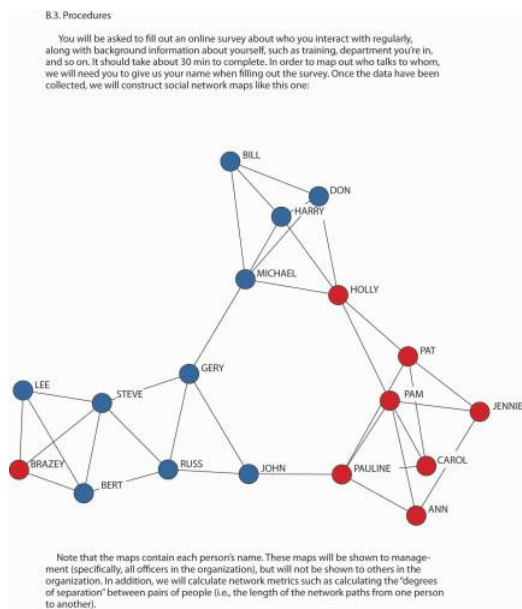 B.3. Procedures
You will be asked to fill out an online survey about who you interact with regularly,
along with background information about yourself, such as training, department you're in,
and so on. It should take about 30 min to complete. In order to map out who talks to whom,
we will need you to give us your name when filling out the survey. Once the data have been
collected, we will construct social network maps like this one:
BILL
DON
HARRY
MICHAEL
HOLLY
PAT
GERY
LEE
STEVE
PAM
JENNIE
BRAZEY
RUSS
JOHN
PAULINE
CAROL
BERT
ANN
Note that the maps contain each person's name. These maps will be shown to manage-
ment (specifically, all officers in the organization), but will not be shown to others in the
organization. In addition, we will calculate network metrics such as calculating the "degrees
of separation" between pairs of people (i.e., the length of the network paths from one person
to another).